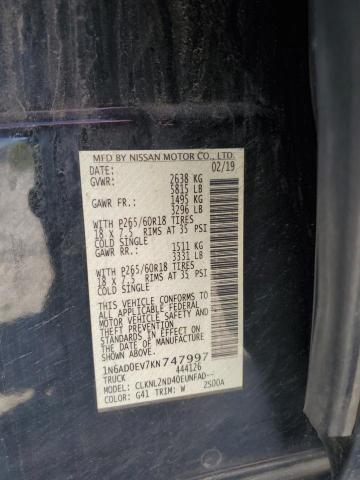 MFD BY NISSAN MOTOR CO., LTD.
DATE: 02/19
GVWR: 2638 KG
5815 LB
GAWR FR.: 1495 KG
3296 LB
WITH P265/60R18 TIRES
18 X 7.5 RIMS AT 35 PSI
COLD SINGLE
GAWR RR.: 1511 KG
3331 LB
WITH P265/60R18 TIRES
18 X 7.5 RIMS AT 35 PSI
COLD SINGLE
THIS VEHICLE CONFORMS TO
ALL APPLICABLE FEDERAL
MOTOR VEHICLE SAFETY AND
THEFT PREVENTION
STANDARDS IN EFFECT ON
THE DATE OF MANUFACTURE
SHOWN ABOVE.
1N6AD0EV7KN747997
TRUCK 444126
MODEL: CLKNL2ND40EUNFAD--
COLOR: G41 TRIM: W 2S00A